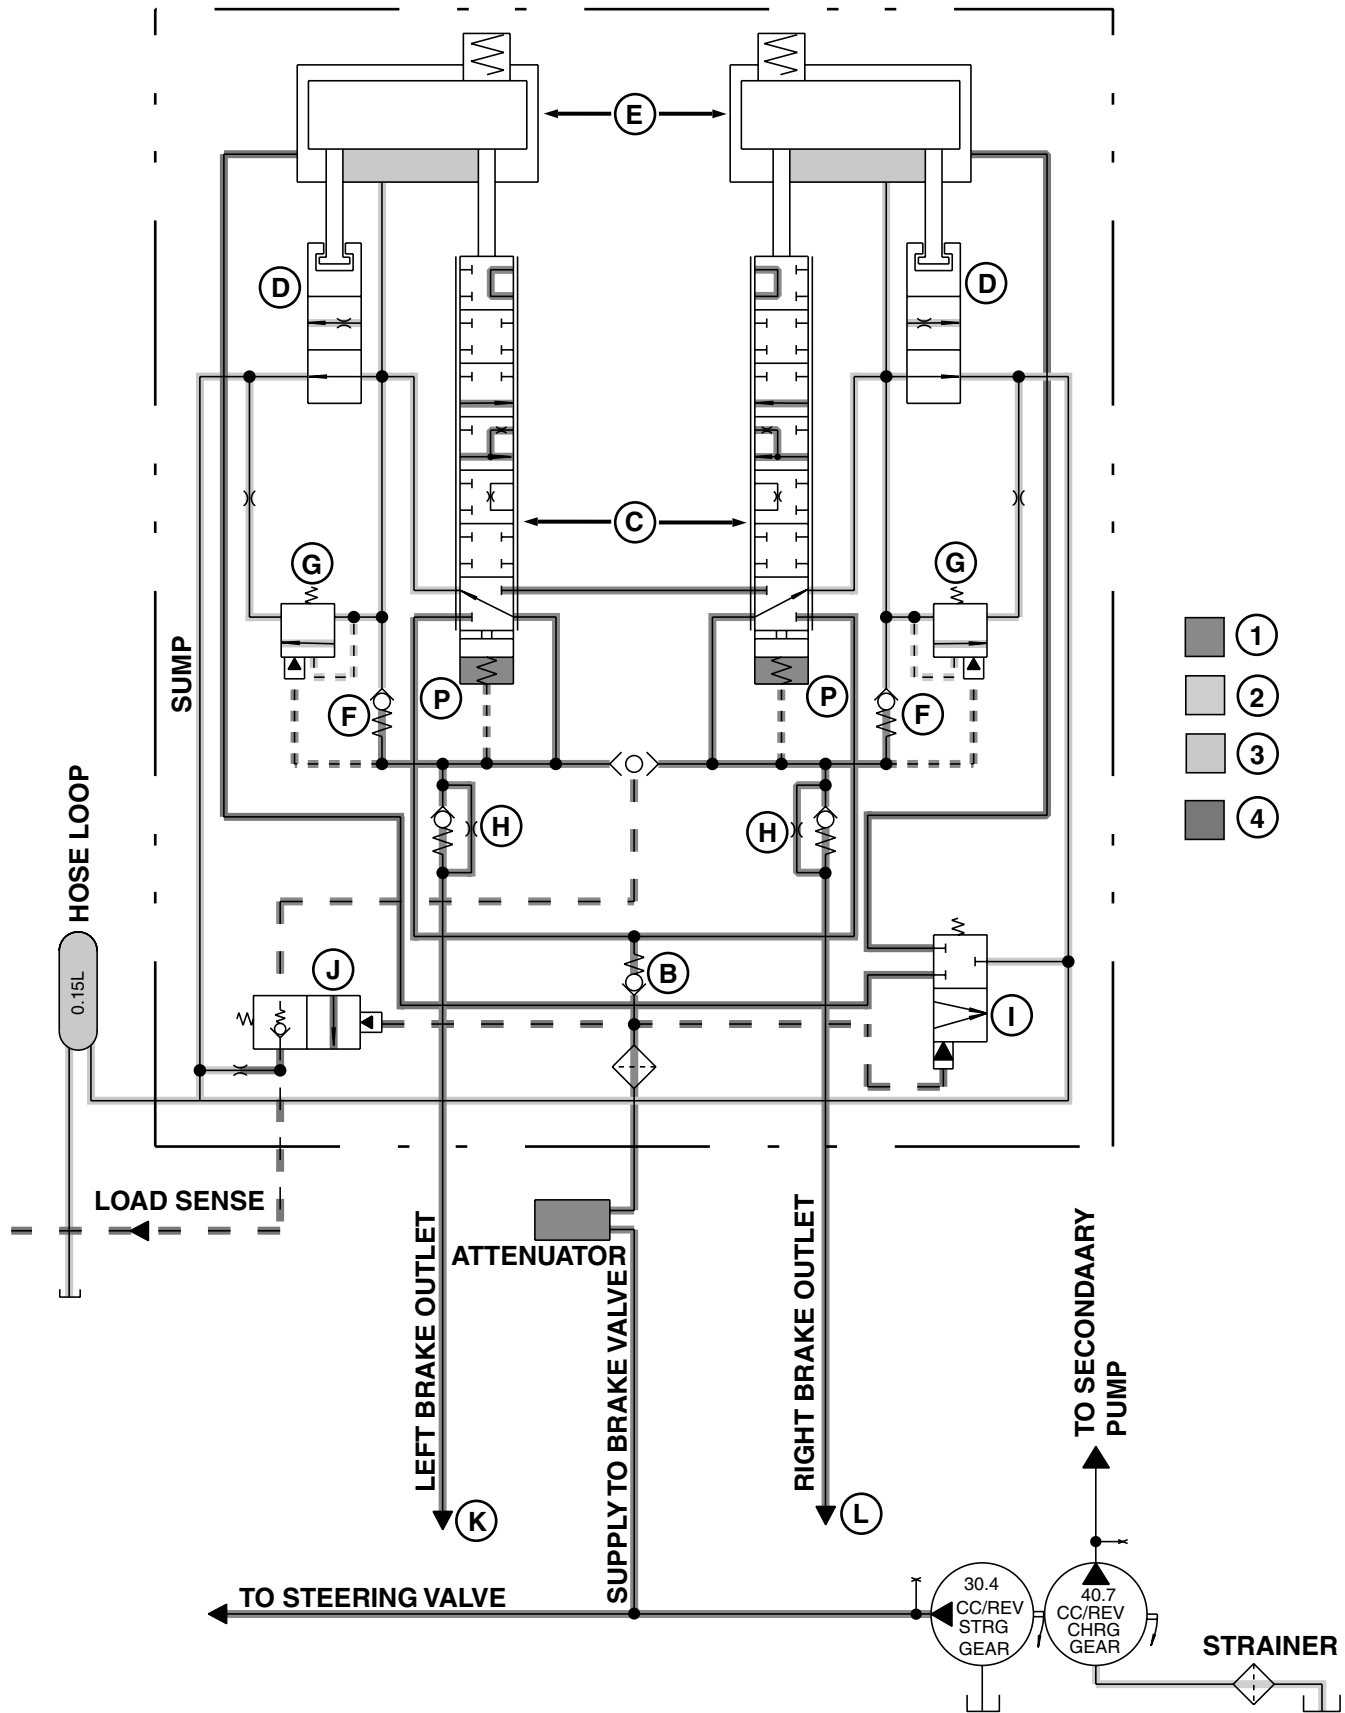 E
D
D
C
G
G
SUMP
P
P
F
F
1
2
3
4
HOSE LOOP
0.15L
H
H
J
B
I
LOAD SENSE
ATTENUATOR
LEFT BRAKE OUTLET
SUPPLY TO BRAKE VALVE
RIGHT BRAKE OUTLET
TO SECONDAARY
PUMP
K
L
TO STEERING VALVE
30.4
CC/REV
STRG
GEAR
40.7
CC/REV
CHRG
GEAR
STRAINER